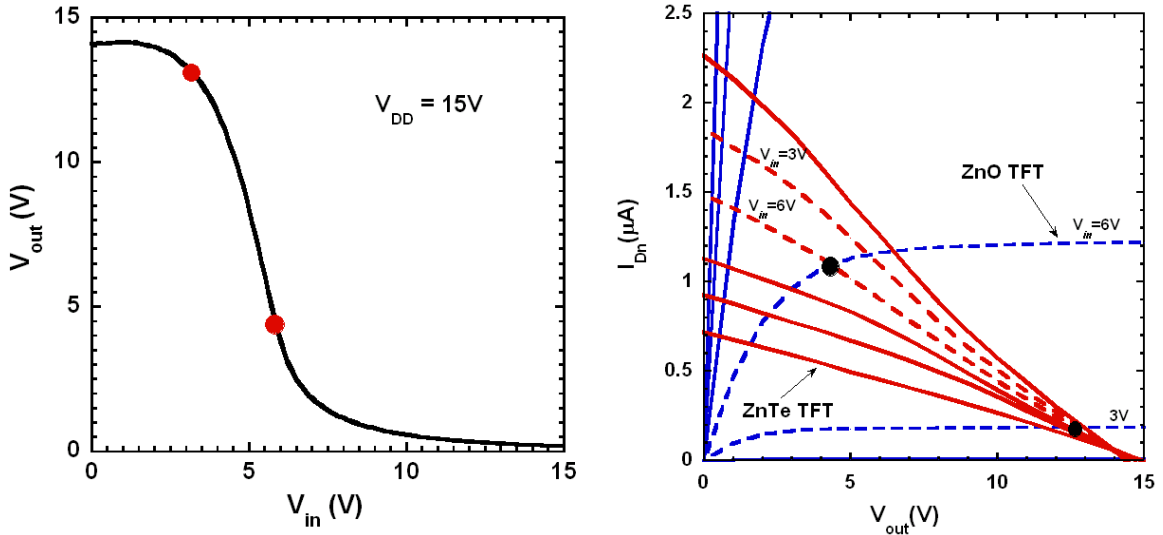 15
10
5
0
0
5
10
15
V_out (V)
V_in (V)
V_DD = 15V
2.5
2
1.5
1
0.5
0
0
5
10
15
I_Dn(μA)
V_out(V)
V_in=3V
V_in=6V
ZnO TFT
V_in=6V
ZnTe TFT
3V